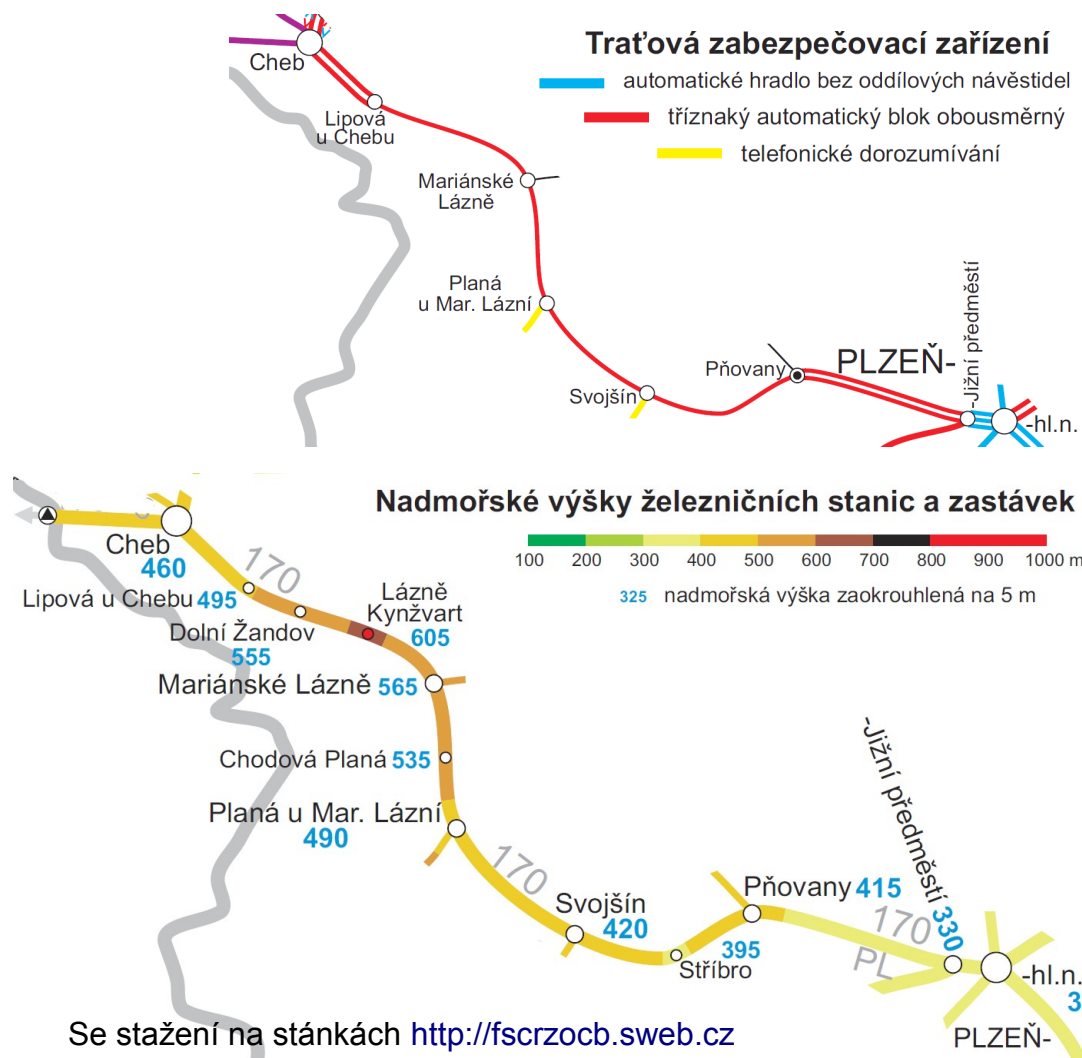 Traťová zabezpečovací zařízení
automatické hradlo bez oddílových návěstidel
tříznaký automatický blok obousměrný
telefonické dorozumívání
Cheb
Lipová
u Chebu
Mariánské
Lázně
Planá
u Mar. Lázní
Svojšín
Pňovany
PLZEŇ-
-Jižní předměstí
-hl.n.
Nadmořské výšky železničních stanic a zastávek
100 200 300 400 500 600 700 800 900 1000 m
325 nadmořská výška zaokrouhlená na 5 m
Cheb
460
170
Lipová u Chebu 495
Dolní Žandov
555
Lázně
Kynžvart
605
Mariánské Lázně 565
Chodová Planá 535
Planá u Mar. Lázní
490
170
Svojšín
420
Stříbro
395
Pňovany 415
170
PL
-Jižní předměstí
330
-hl.n.
3
PLZEŇ-
Se stažení na stánkách http://fscrzocb.sweb.cz